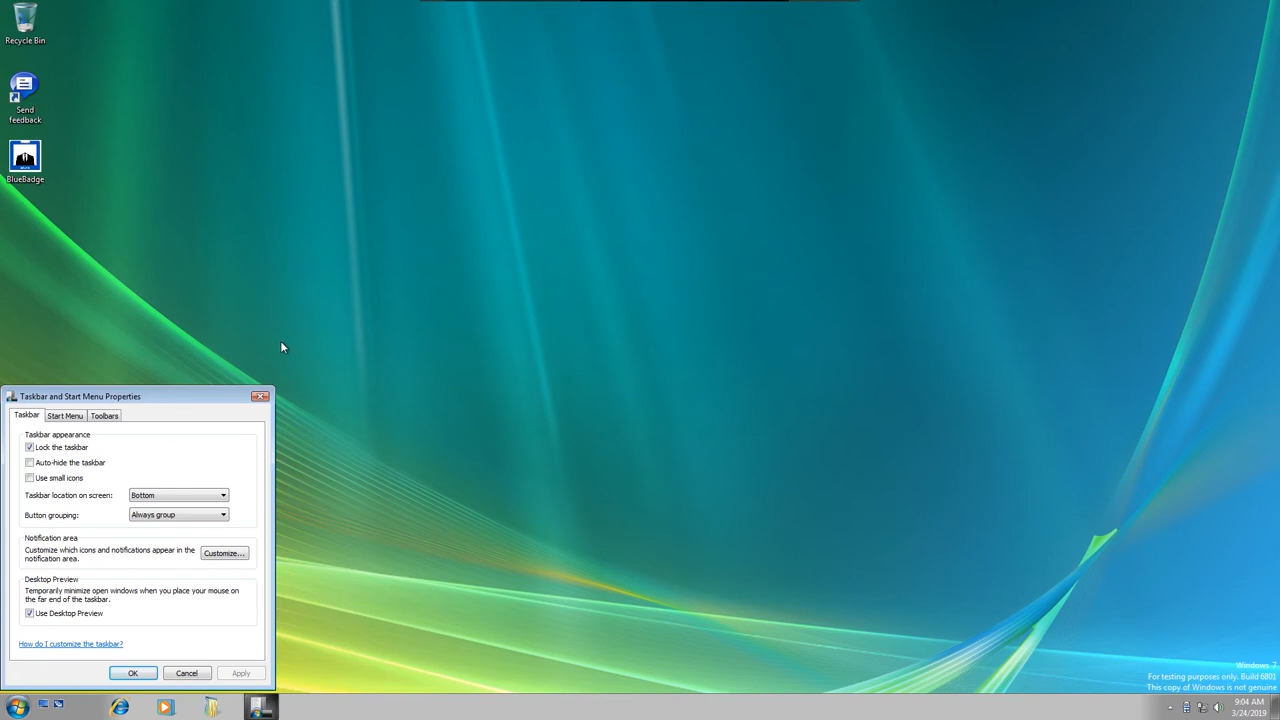 Recycle Bin
Send
feedback
BlueBadge
Taskbar and Start Menu Properties
Taskbar
Start Menu
Toolbars
Taskbar appearance
Lock the taskbar
Auto-hide the taskbar
Use small icons
Taskbar location on screen:
Bottom
Button grouping:
Always group
Notification area
Customize which icons and notifications appear in the
notification area.
Customize...
Desktop Preview
Temporarily minimize open windows when you place your mouse on
the far end of the taskbar.
Use Desktop Preview
How do I customize the taskbar?
OK
Cancel
Apply
Windows 7
For testing purposes only. Build 6801
This copy of Windows is not genuine
9:04 AM
3/24/2019